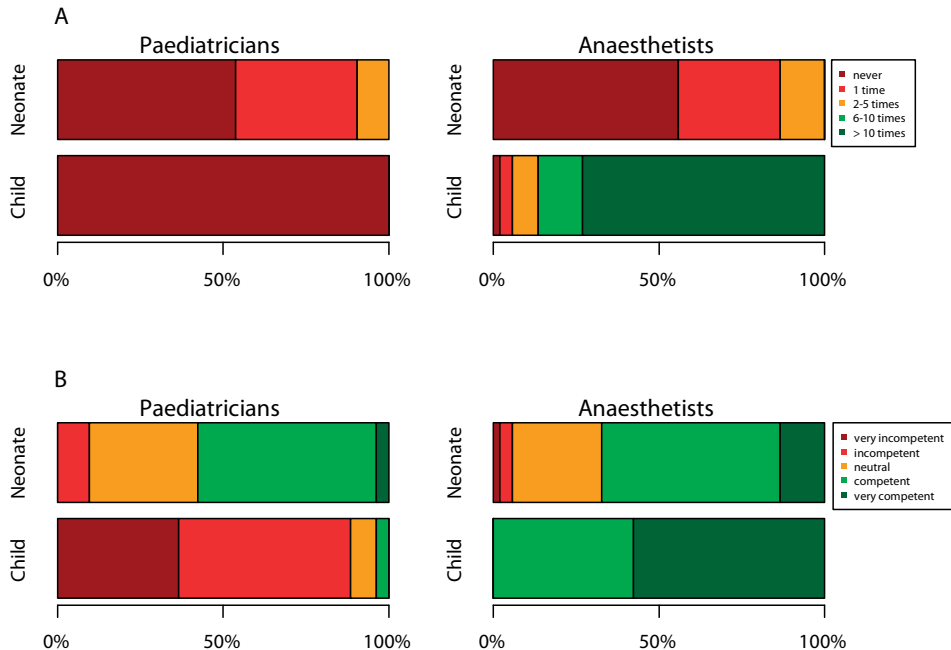 A
Paediatricians
Anaesthetists
Neonate
Child
never
1 time
2-5 times
6-10 times
> 10 times
0% 50% 100%
0% 50% 100%
B
Paediatricians
Anaesthetists
Neonate
Child
Neonate
Child
very incompetent
incompetent
neutral
competent
very competent
0% 50% 100%
0% 50% 100%